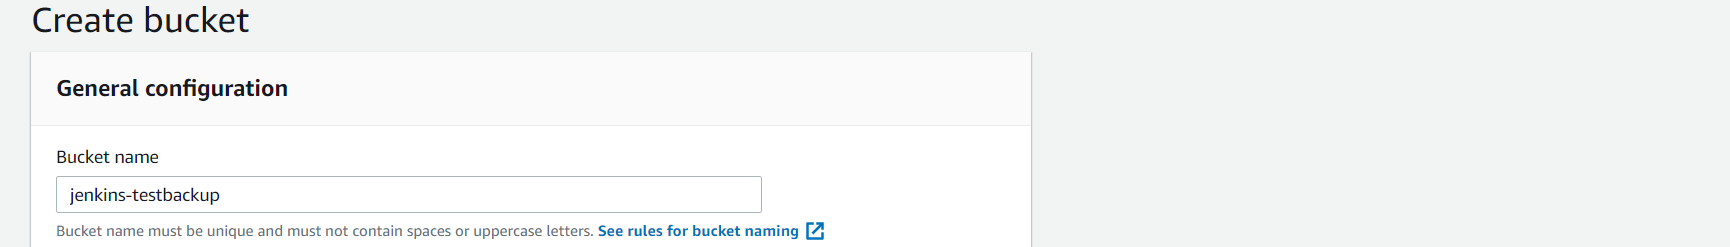 Create bucket
General configuration
Bucket name
jenkins-testbackup
Bucket name must be unique and must not contain spaces or uppercase letters. See rules for bucket naming